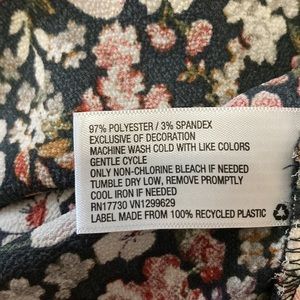 97% POLYESTER / 3% SPANDEX
EXCLUSIVE OF DECORATION
MACHINE WASH COLD WITH LIKE COLORS
GENTLE CYCLE
ONLY NON-CHLORINE BLEACH IF NEEDED
TUMBLE DRY LOW, REMOVE PROMPTLY
COOL IRON IF NEEDED
RN17730 VN1299629
LABEL MADE FROM 100% RECYCLED PLASTIC